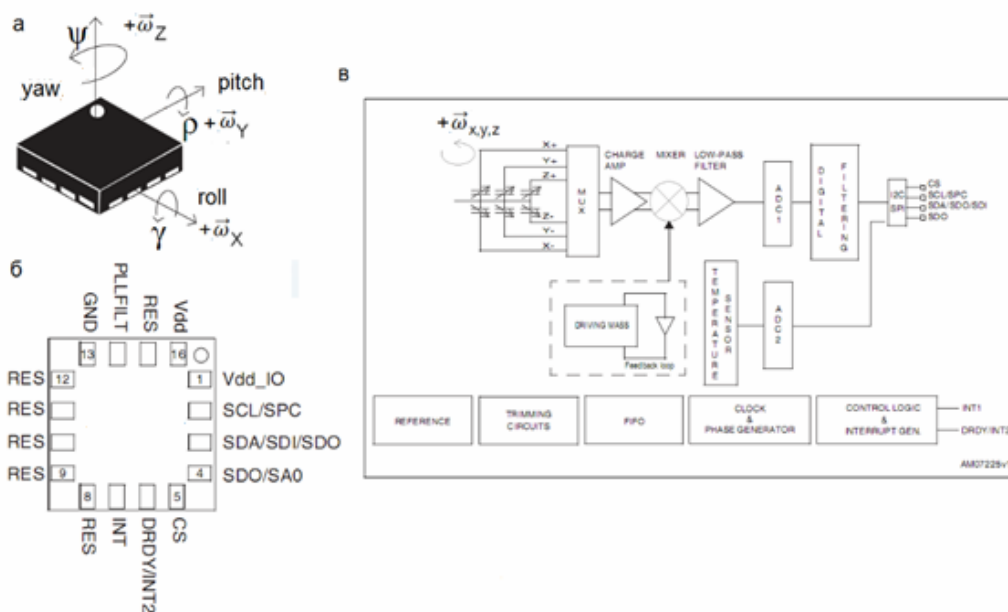 а
ψ
+ω⃗Z
yaw
pitch
ρ +ω⃗Y
roll
γ
+ω⃗X
б
GND
PLLFILT
RES
Vdd
13
16
RES
12
1
Vdd_IO
RES
SCL/SPC
RES
SDA/SDI/SDO
RES
9
4
SDO/SA0
8
5
RES
INT
DRDY/INT2
CS
в
+ω⃗x,y,z
X+
Y+
Z+
Z-
Y-
X-
MUX
CHARGE
AMP
MIXER
LOW-PASS
FILTER
ADC1
DIGITAL
FILTERING
I2C
SPI
CS
SCL/SPC
SDA/SDO/SDI
SDO
DRIVING MASS
Feedback loop
TEMPERATURE
SENSOR
ADC2
REFERENCE
TRIMMING
CIRCUITS
FIFO
CLOCK
&
PHASE GENERATOR
CONTROL LOGIC
&
INTERRUPT GEN.
INT1
DRDY/INT2
AM07225v1